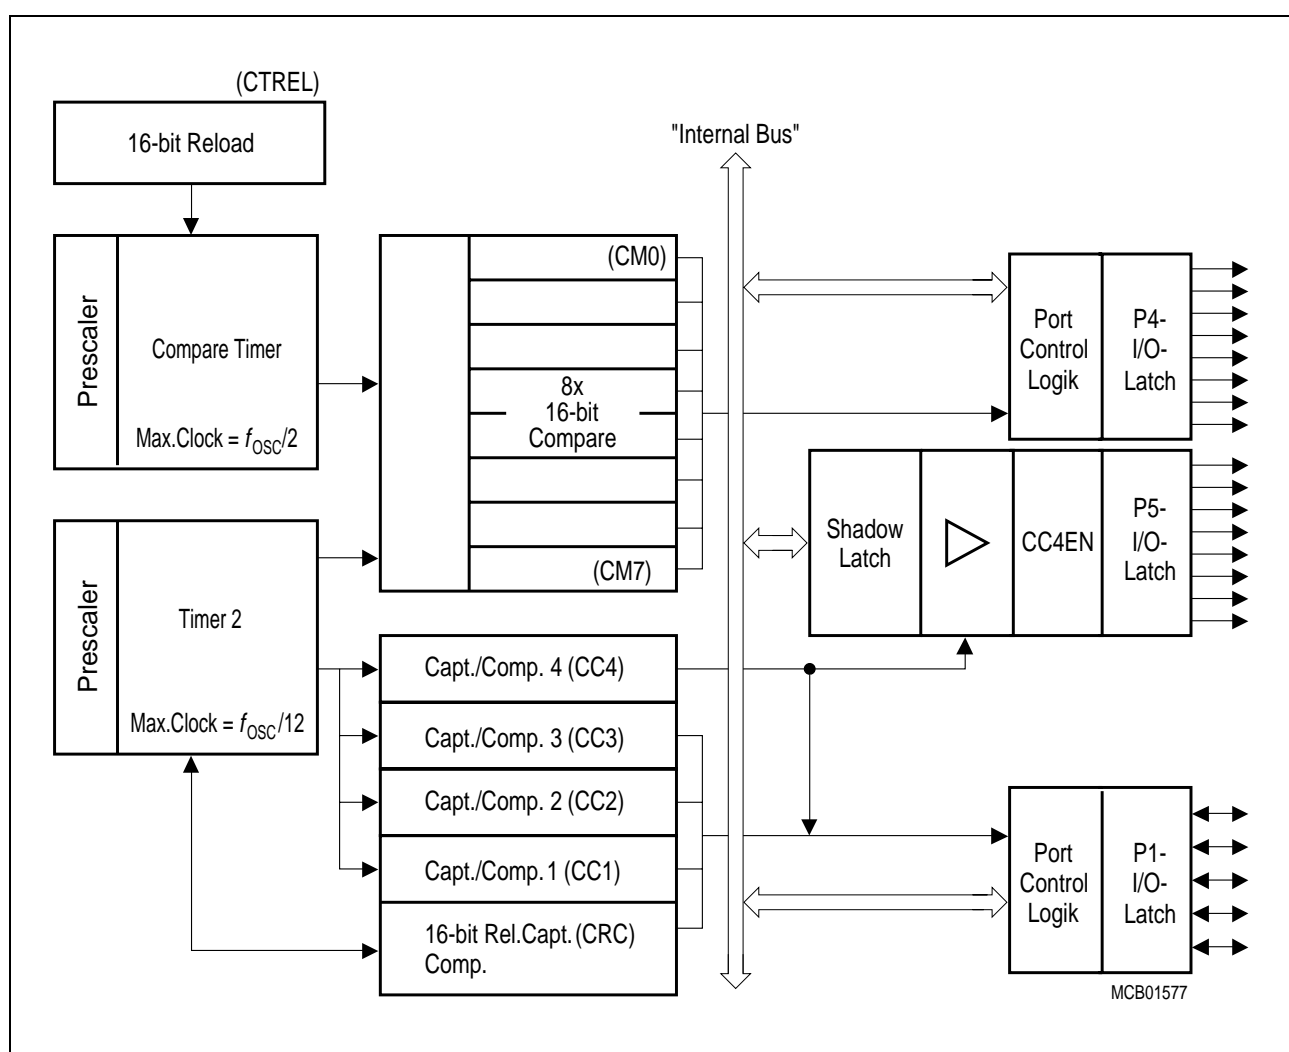 (CTREL)
16-bit Reload
"Internal Bus"
Prescaler
Compare Timer
Max.Clock = fOSC/2
(CM0)
8x
16-bit
Compare
(CM7)
Port
Control
Logik
P4-
I/O-
Latch
Shadow
Latch
CC4EN
P5-
I/O-
Latch
Prescaler
Timer 2
Max.Clock = fOSC/12
Capt./Comp. 4 (CC4)
Capt./Comp. 3 (CC3)
Capt./Comp. 2 (CC2)
Capt./Comp. 1 (CC1)
16-bit Rel.Capt. (CRC)
Comp.
Port
Control
Logik
P1-
I/O-
Latch
MCB01577